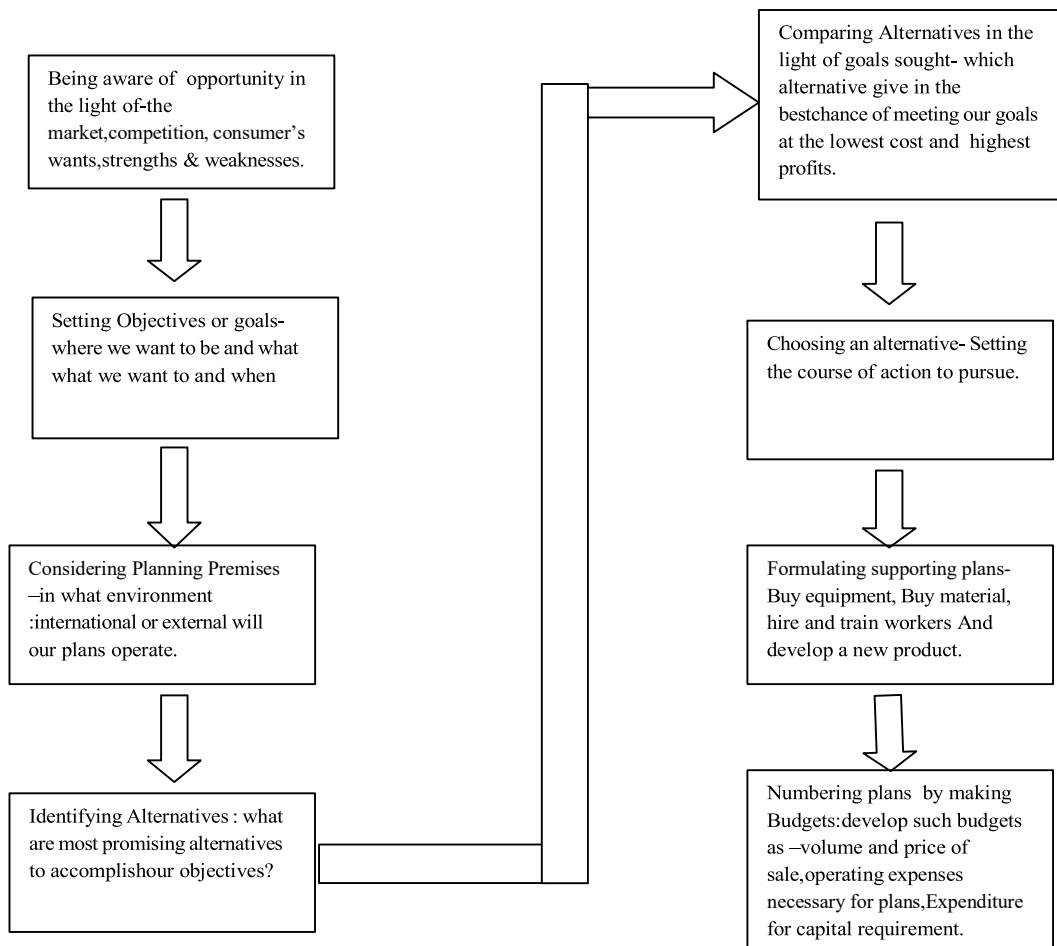 Being aware of  opportunity in
the light of-the
market,competition, consumer’s
wants,strengths & weaknesses.
Setting Objectives or goals-
where we want to be and what
what we want to and when
Considering Planning Premises
–in what environment
:international or external will
our plans operate.
Identifying Alternatives : what
are most promising alternatives
to accomplishour objectives?
Comparing Alternatives in the
light of goals sought- which
alternative give in the
bestchance of meeting our goals
at the lowest cost and  highest
profits.
Choosing an alternative- Setting
the course of action to pursue.
Formulating supporting plans-
Buy equipment, Buy material,
hire and train workers And
develop a new product.
Numbering plans  by making
Budgets:develop such budgets
as –volume and price of
sale,operating expenses
necessary for plans,Expenditure
for capital requirement.